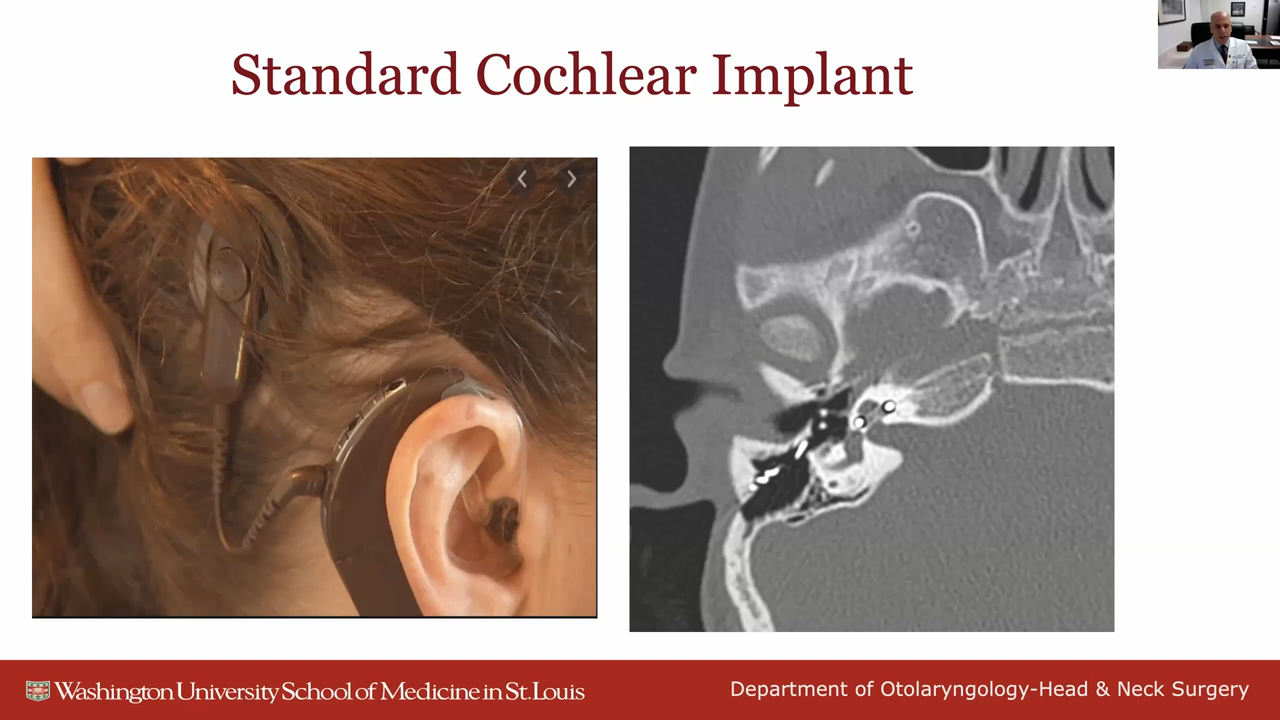 Standard Cochlear Implant
Washington University School of Medicine in St. Louis
Department of Otolaryngology-Head & Neck Surgery